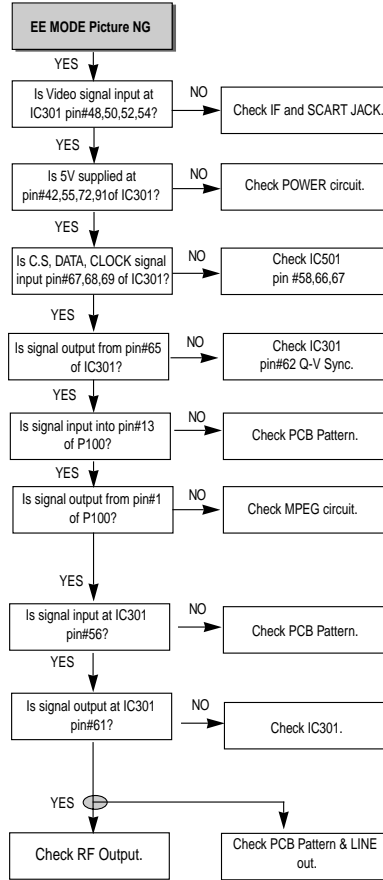 EE MODE Picture NG
YES
Is Video signal input at
IC301 pin#48,50,52,54?
NO
Check IF and SCART JACK.
YES
Is 5V supplied at
pin#42,55,72,91of IC301?
NO
Check POWER circuit.
YES
Is C.S, DATA, CLOCK signal
input pin#67,68,69 of IC301?
NO
Check IC501
pin #58,66,67
YES
Is signal output from pin#65
of IC301?
NO
Check IC301
pin#62 Q-V Sync.
YES
Is signal input into pin#13
of P100?
NO
Check PCB Pattern.
YES
Is signal output from pin#1
of P100?
NO
Check MPEG circuit.
YES
Is signal input at IC301
pin#56?
NO
Check PCB Pattern.
YES
Is signal output at IC301
pin#61?
NO
Check IC301.
YES
Check RF Output.
Check PCB Pattern & LINE
out.